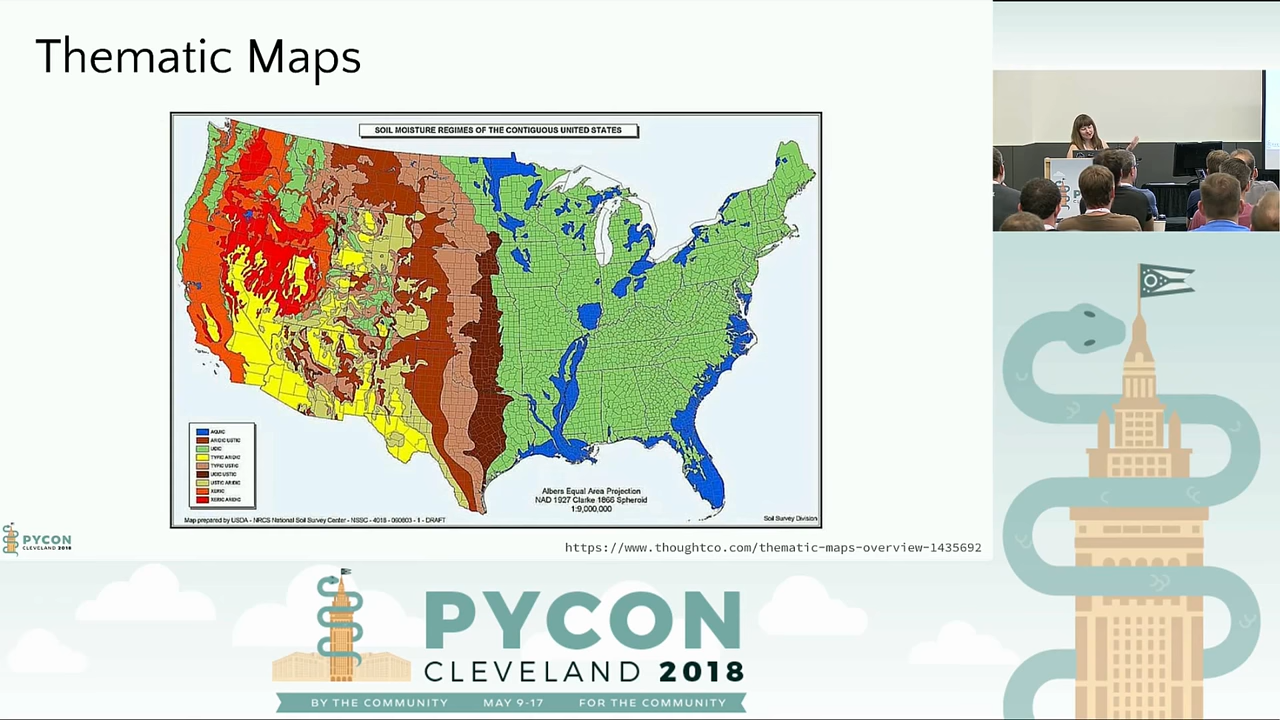 Thematic Maps
SOIL MOISTURE REGIMES OF THE CONTIGUOUS UNITED STATES
AQUIC
ARIDIC USTIC
UDIC
TYPIC ARIDIC
TYPIC USTIC
UDIC USTIC
USTIC ARIDIC
XERIC
XERIC ARIDIC
Albers Equal Area Projection
NAD 1927 Clarke 1866 Spheroid
1:9,000,000
Map prepared by USDA - NRCS National Soil Survey Center - NSSC - 4018 - 060803 - 1 - DRAFT
Soil Survey Division
https://www.thoughtco.com/thematic-maps-overview-1435692
PYCON
CLEVELAND 2018
PYCON
CLEVELAND 2018
BY THE COMMUNITY MAY 9-17 FOR THE COMMUNITY